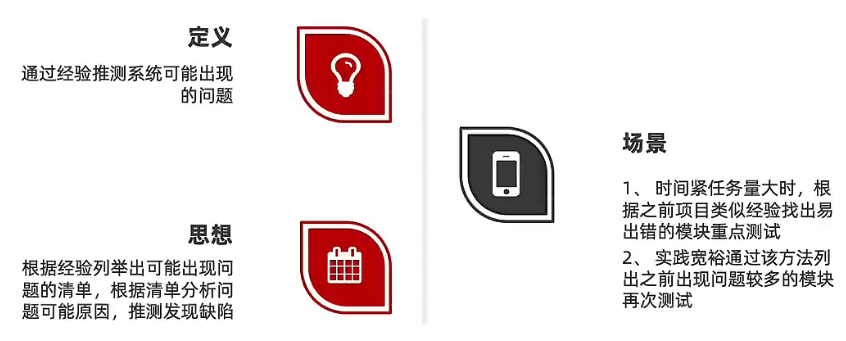 定义
通过经验推测系统可能出现
的问题
思想
根据经验列举出可能出现问
题的清单，根据清单分析问
题可能原因，推测发现缺陷
场景
1、 时间紧任务量大时，根
据之前项目类似经验找出易
出错的模块重点测试
2、 实践宽裕通过该方法列
出之前出现问题较多的模块
再次测试